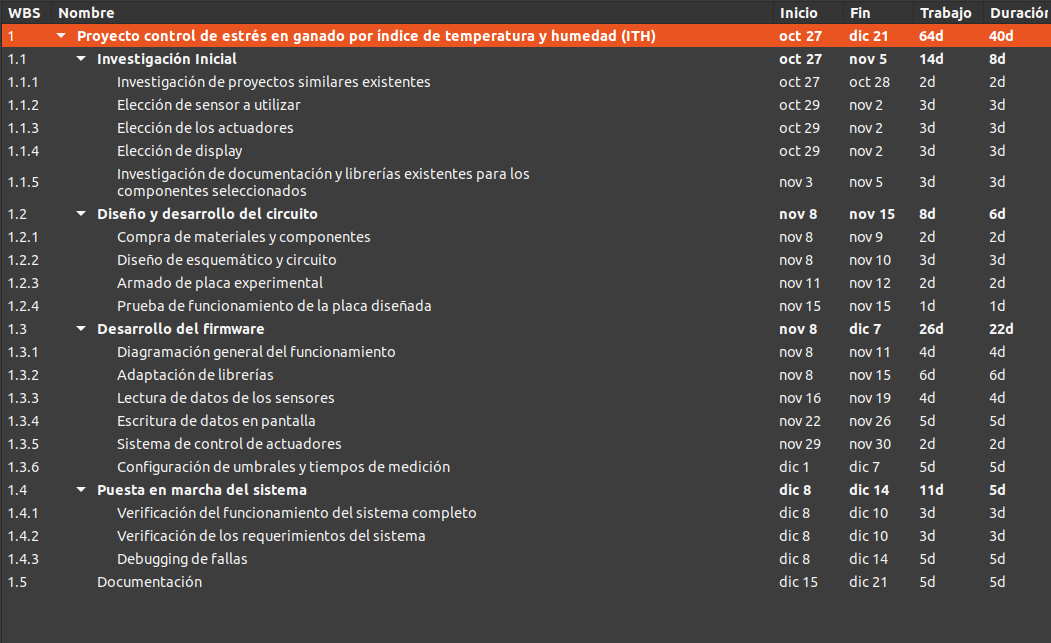 WBS Nombre Inicio Fin Trabajo Duración
1 Proyecto control de estrés en ganado por índice de temperatura y humedad (ITH) oct 27 dic 21 64d 40d
1.1 Investigación Inicial oct 27 nov 5 14d 8d
1.1.1 Investigación de proyectos similares existentes oct 27 oct 28 2d 2d
1.1.2 Elección de sensor a utilizar oct 29 nov 2 3d 3d
1.1.3 Elección de los actuadores oct 29 nov 2 3d 3d
1.1.4 Elección de display oct 29 nov 2 3d 3d
1.1.5 Investigación de documentación y librerías existentes para los
componentes seleccionados nov 3 nov 5 3d 3d
1.2 Diseño y desarrollo del circuito nov 8 nov 15 8d 6d
1.2.1 Compra de materiales y componentes nov 8 nov 9 2d 2d
1.2.2 Diseño de esquemático y circuito nov 8 nov 10 3d 3d
1.2.3 Armado de placa experimental nov 11 nov 12 2d 2d
1.2.4 Prueba de funcionamiento de la placa diseñada nov 15 nov 15 1d 1d
1.3 Desarrollo del firmware nov 8 dic 7 26d 22d
1.3.1 Diagramación general del funcionamiento nov 8 nov 11 4d 4d
1.3.2 Adaptación de librerías nov 8 nov 15 6d 6d
1.3.3 Lectura de datos de los sensores nov 16 nov 19 4d 4d
1.3.4 Escritura de datos en pantalla nov 22 nov 26 5d 5d
1.3.5 Sistema de control de actuadores nov 29 nov 30 2d 2d
1.3.6 Configuración de umbrales y tiempos de medición dic 1 dic 7 5d 5d
1.4 Puesta en marcha del sistema dic 8 dic 14 11d 5d
1.4.1 Verificación del funcionamiento del sistema completo dic 8 dic 10 3d 3d
1.4.2 Verificación de los requerimientos del sistema dic 8 dic 10 3d 3d
1.4.3 Debugging de fallas dic 8 dic 14 5d 5d
1.5 Documentación dic 15 dic 21 5d 5d